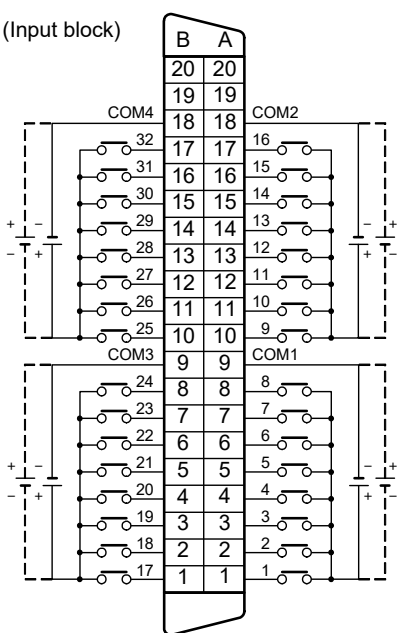 (Input block)
B A
20 20
19 19
COM4 18 18 COM2
32 17 17 16
31 16 16 15
30 15 15 14
+ − 29 14 14 13 − +
− + 28 13 13 12 + −
27 12 12 11
26 11 11 10
25 10 10 9
COM3 9 9 COM1
24 8 8 8
23 7 7 7
22 6 6 6
+ − 21 5 5 5 − +
− + 20 4 4 4 + −
19 3 3 3
18 2 2 2
17 1 1 1